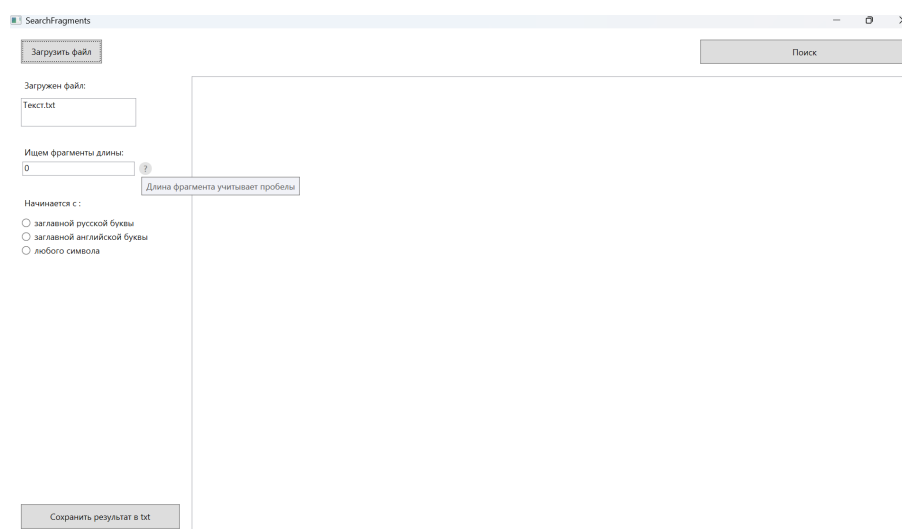 SearchFragments
Загрузить файл
Поиск
Загружен файл:
Текст.txt
Ищем фрагменты длины:
0
?
Длина фрагмента учитывает пробелы
Начинается с :
заглавной русской буквы
заглавной английской буквы
любого символа
Сохранить результат в txt